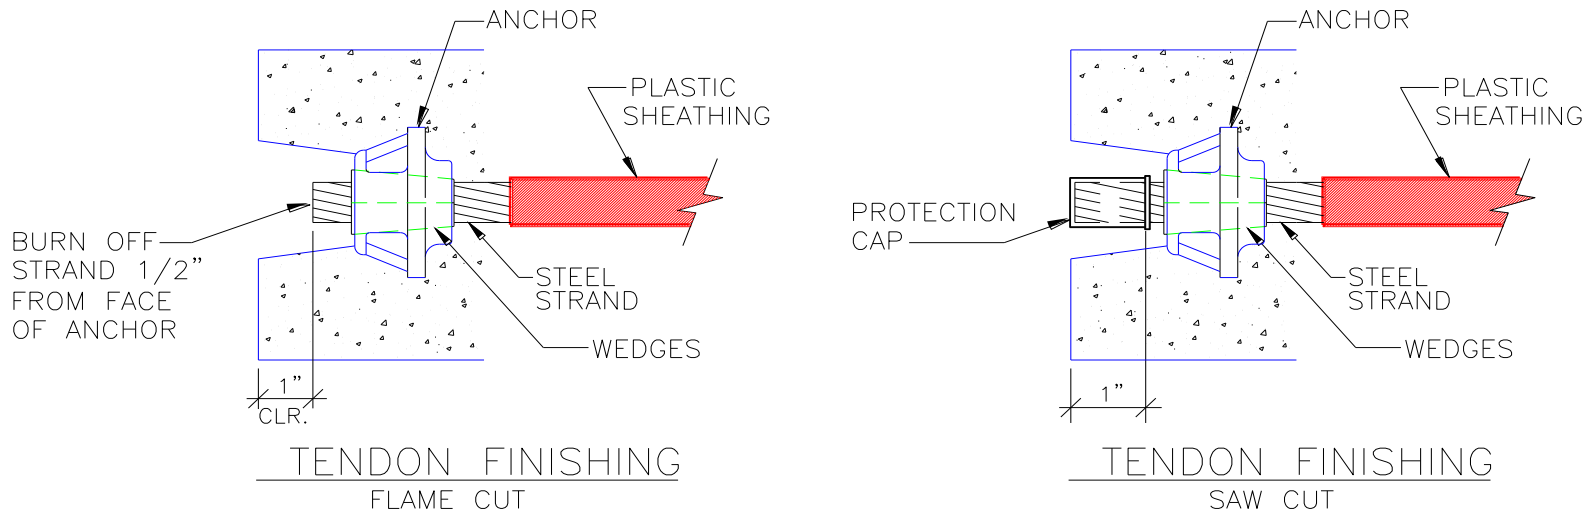 ANCHOR
PLASTIC
SHEATHING
BURN OFF
STRAND 1/2”
FROM FACE
OF ANCHOR
STEEL
STRAND
WEDGES
1”
CLR.
TENDON FINISHING
FLAME CUT
ANCHOR
PLASTIC
SHEATHING
PROTECTION
CAP
STEEL
STRAND
WEDGES
1”
TENDON FINISHING
SAW CUT